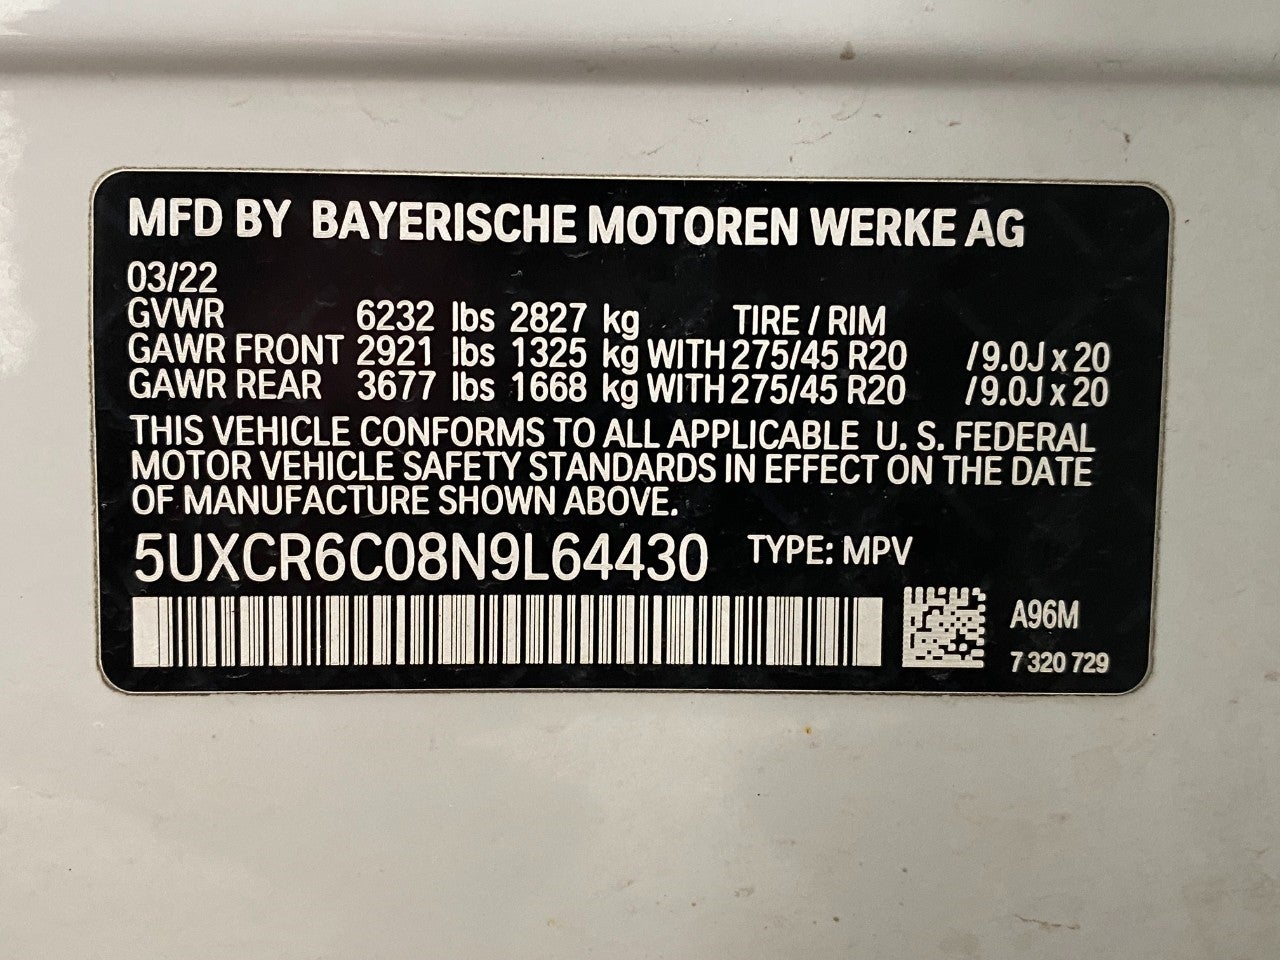 MFD BY BAYERISCHE MOTOREN WERKE AG
03/22
GVWR 6232 lbs 2827 kg TIRE / RIM
GAWR FRONT 2921 lbs 1325 kg WITH 275/45 R20 /9.0J x 20
GAWR REAR 3677 lbs 1668 kg WITH 275/45 R20 /9.0J x 20
THIS VEHICLE CONFORMS TO ALL APPLICABLE U. S. FEDERAL
MOTOR VEHICLE SAFETY STANDARDS IN EFFECT ON THE DATE
OF MANUFACTURE SHOWN ABOVE.
5UXCR6C08N9L64430 TYPE: MPV
A96M
7 320 729